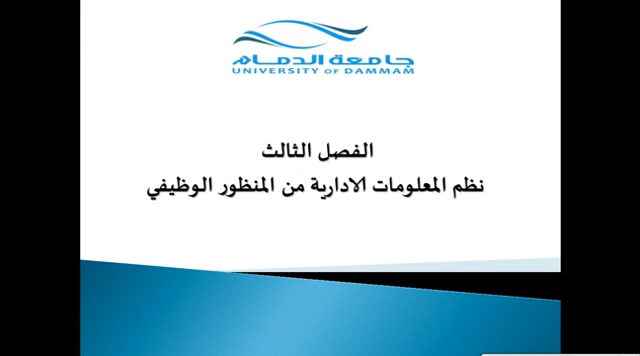 جامعة الدمام
UNIVERSITY OF DAMMAM
الفصل الثالث
نظم المعلومات الادارية من المنظور الوظيفي